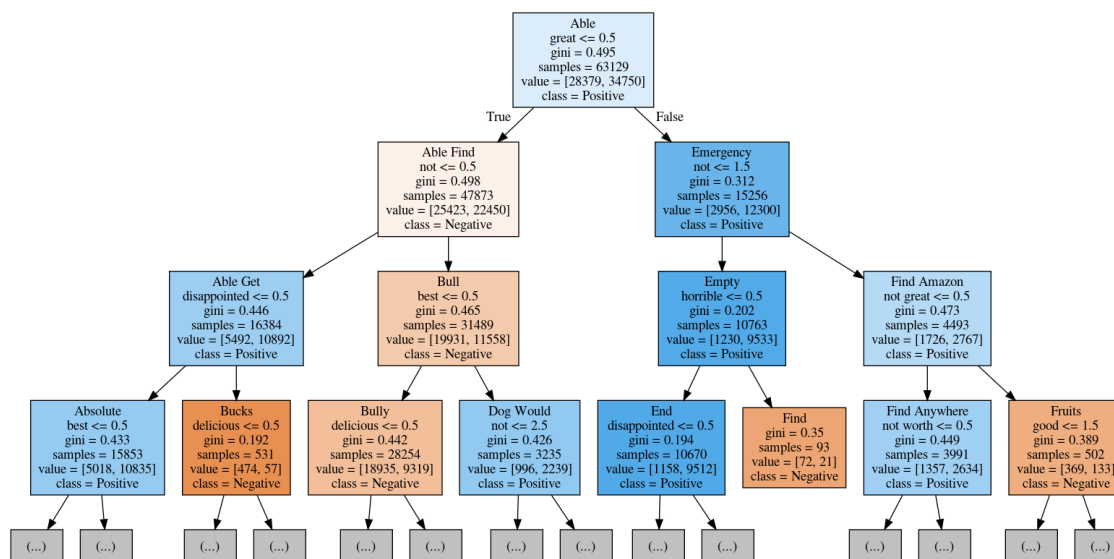 Able
great <= 0.5
gini = 0.495
samples = 63129
value = [28379, 34750]
class = Positive
True
False
Able Find
not <= 0.5
gini = 0.498
samples = 47873
value = [25423, 22450]
class = Negative
Emergency
not <= 1.5
gini = 0.312
samples = 15256
value = [2956, 12300]
class = Positive
Able Get
disappointed <= 0.5
gini = 0.446
samples = 16384
value = [5492, 10892]
class = Positive
Bull
best <= 0.5
gini = 0.465
samples = 31489
value = [19931, 11558]
class = Negative
Empty
horrible <= 0.5
gini = 0.202
samples = 10763
value = [1230, 9533]
class = Positive
Find Amazon
not great <= 0.5
gini = 0.473
samples = 4493
value = [1726, 2767]
class = Positive
Absolute
best <= 0.5
gini = 0.433
samples = 15853
value = [5018, 10835]
class = Positive
Bucks
delicious <= 0.5
gini = 0.192
samples = 531
value = [474, 57]
class = Negative
Bully
delicious <= 0.5
gini = 0.442
samples = 28254
value = [18935, 9319]
class = Negative
Dog Would
not <= 2.5
gini = 0.426
samples = 3235
value = [996, 2239]
class = Positive
End
disappointed <= 0.5
gini = 0.194
samples = 10670
value = [1158, 9512]
class = Positive
Find
gini = 0.35
samples = 93
value = [72, 21]
class = Negative
Find Anywhere
not worth <= 0.5
gini = 0.449
samples = 3991
value = [1357, 2634]
class = Positive
Fruits
good <= 1.5
gini = 0.389
samples = 502
value = [369, 133]
class = Negative
(...)
(...)
(...)
(...)
(...)
(...)
(...)
(...)
(...)
(...)
(...)
(...)
(...)
(...)